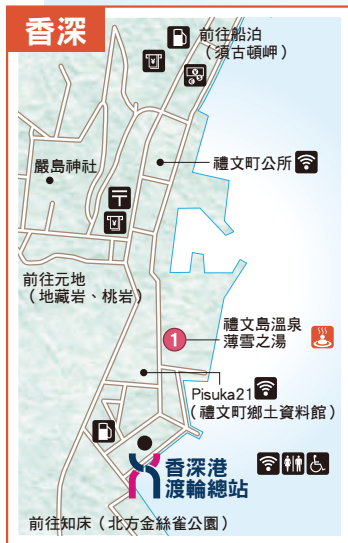 香深
前往船泊
（須古頓岬）
禮文町公所
嚴島神社
前往元地
（地藏岩、桃岩）
禮文島溫泉
薄雪之湯
1
Pisuka21
（禮文町鄉土資料館）
香深港
渡輪總站
前往知床（北方金絲雀公園）